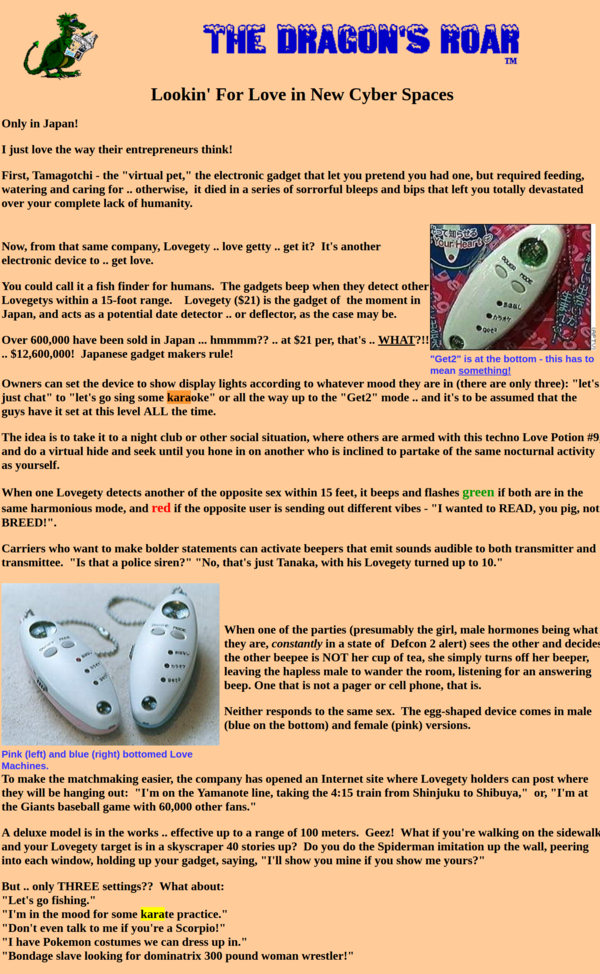 THE DRAGON'S ROAR
TM
Lookin' For Love in New Cyber Spaces
Only in Japan!
I just love the way their entrepreneurs think!
First, Tamagotchi - the "virtual pet," the electronic gadget that let you pretend you had one, but required feeding,
watering and caring for .. otherwise,  it died in a series of sorrorful bleeps and bips that left you totally devastated
over your complete lack of humanity.
Now, from that same company, Lovegety .. love getty .. get it?  It's another
electronic device to .. get love.
You could call it a fish finder for humans.  The gadgets beep when they detect other
Lovegetys within a 15-foot range.    Lovegety ($21) is the gadget of  the moment in
Japan, and acts as a potential date detector .. or deflector, as the case may be.
Over 600,000 have been sold in Japan ... hmmmm?? .. at $21 per, that's .. WHAT?!!
.. $12,600,000!  Japanese gadget makers rule!
って知らせる
Your Heart
POWER
MODE
カラオケ
get2
"Get2" is at the bottom - this has to
mean something!
Owners can set the device to show display lights according to whatever mood they are in (there are only three): "let's
just chat" to "let's go sing some karaoke" or all the way up to the "Get2" mode .. and it's to be assumed that the
guys have it set at this level ALL the time.
The idea is to take it to a night club or other social situation, where others are armed with this techno Love Potion #9
and do a virtual hide and seek until you hone in on another who is inclined to partake of the same nocturnal activity
as yourself.
When one Lovegety detects another of the opposite sex within 15 feet, it beeps and flashes green if both are in the
same harmonious mode, and red if the opposite user is sending out different vibes - "I wanted to READ, you pig, not
BREED!".
Carriers who want to make bolder statements can activate beepers that emit sounds audible to both transmitter and
transmittee.  "Is that a police siren?" "No, that's just Tanaka, with his Lovegety turned up to 10."
When one of the parties (presumably the girl, male hormones being what
they are, constantly in a state of  Defcon 2 alert) sees the other and decides
the other beepee is NOT her cup of tea, she simply turns off her beeper,
leaving the hapless male to wander the room, listening for an answering
beep. One that is not a pager or cell phone, that is.
Neither responds to the same sex.  The egg-shaped device comes in male
(blue on the bottom) and female (pink) versions.
Pink (left) and blue (right) bottomed Love
Machines.
To make the matchmaking easier, the company has opened an Internet site where Lovegety holders can post where
they will be hanging out:  "I'm on the Yamanote line, taking the 4:15 train from Shinjuku to Shibuya,"  or, "I'm at
the Giants baseball game with 60,000 other fans."
A deluxe model is in the works .. effective up to a range of 100 meters.  Geez!  What if you're walking on the sidewalk
and your Lovegety target is in a skyscraper 40 stories up?  Do you do the Spiderman imitation up the wall, peering
into each window, holding up your gadget, saying, "I'll show you mine if you show me yours?"
But .. only THREE settings??  What about:
"Let's go fishing."
"I'm in the mood for some karate practice."
"Don't even talk to me if you're a Scorpio!"
"I have Pokemon costumes we can dress up in."
"Bondage slave looking for dominatrix 300 pound woman wrestler!"